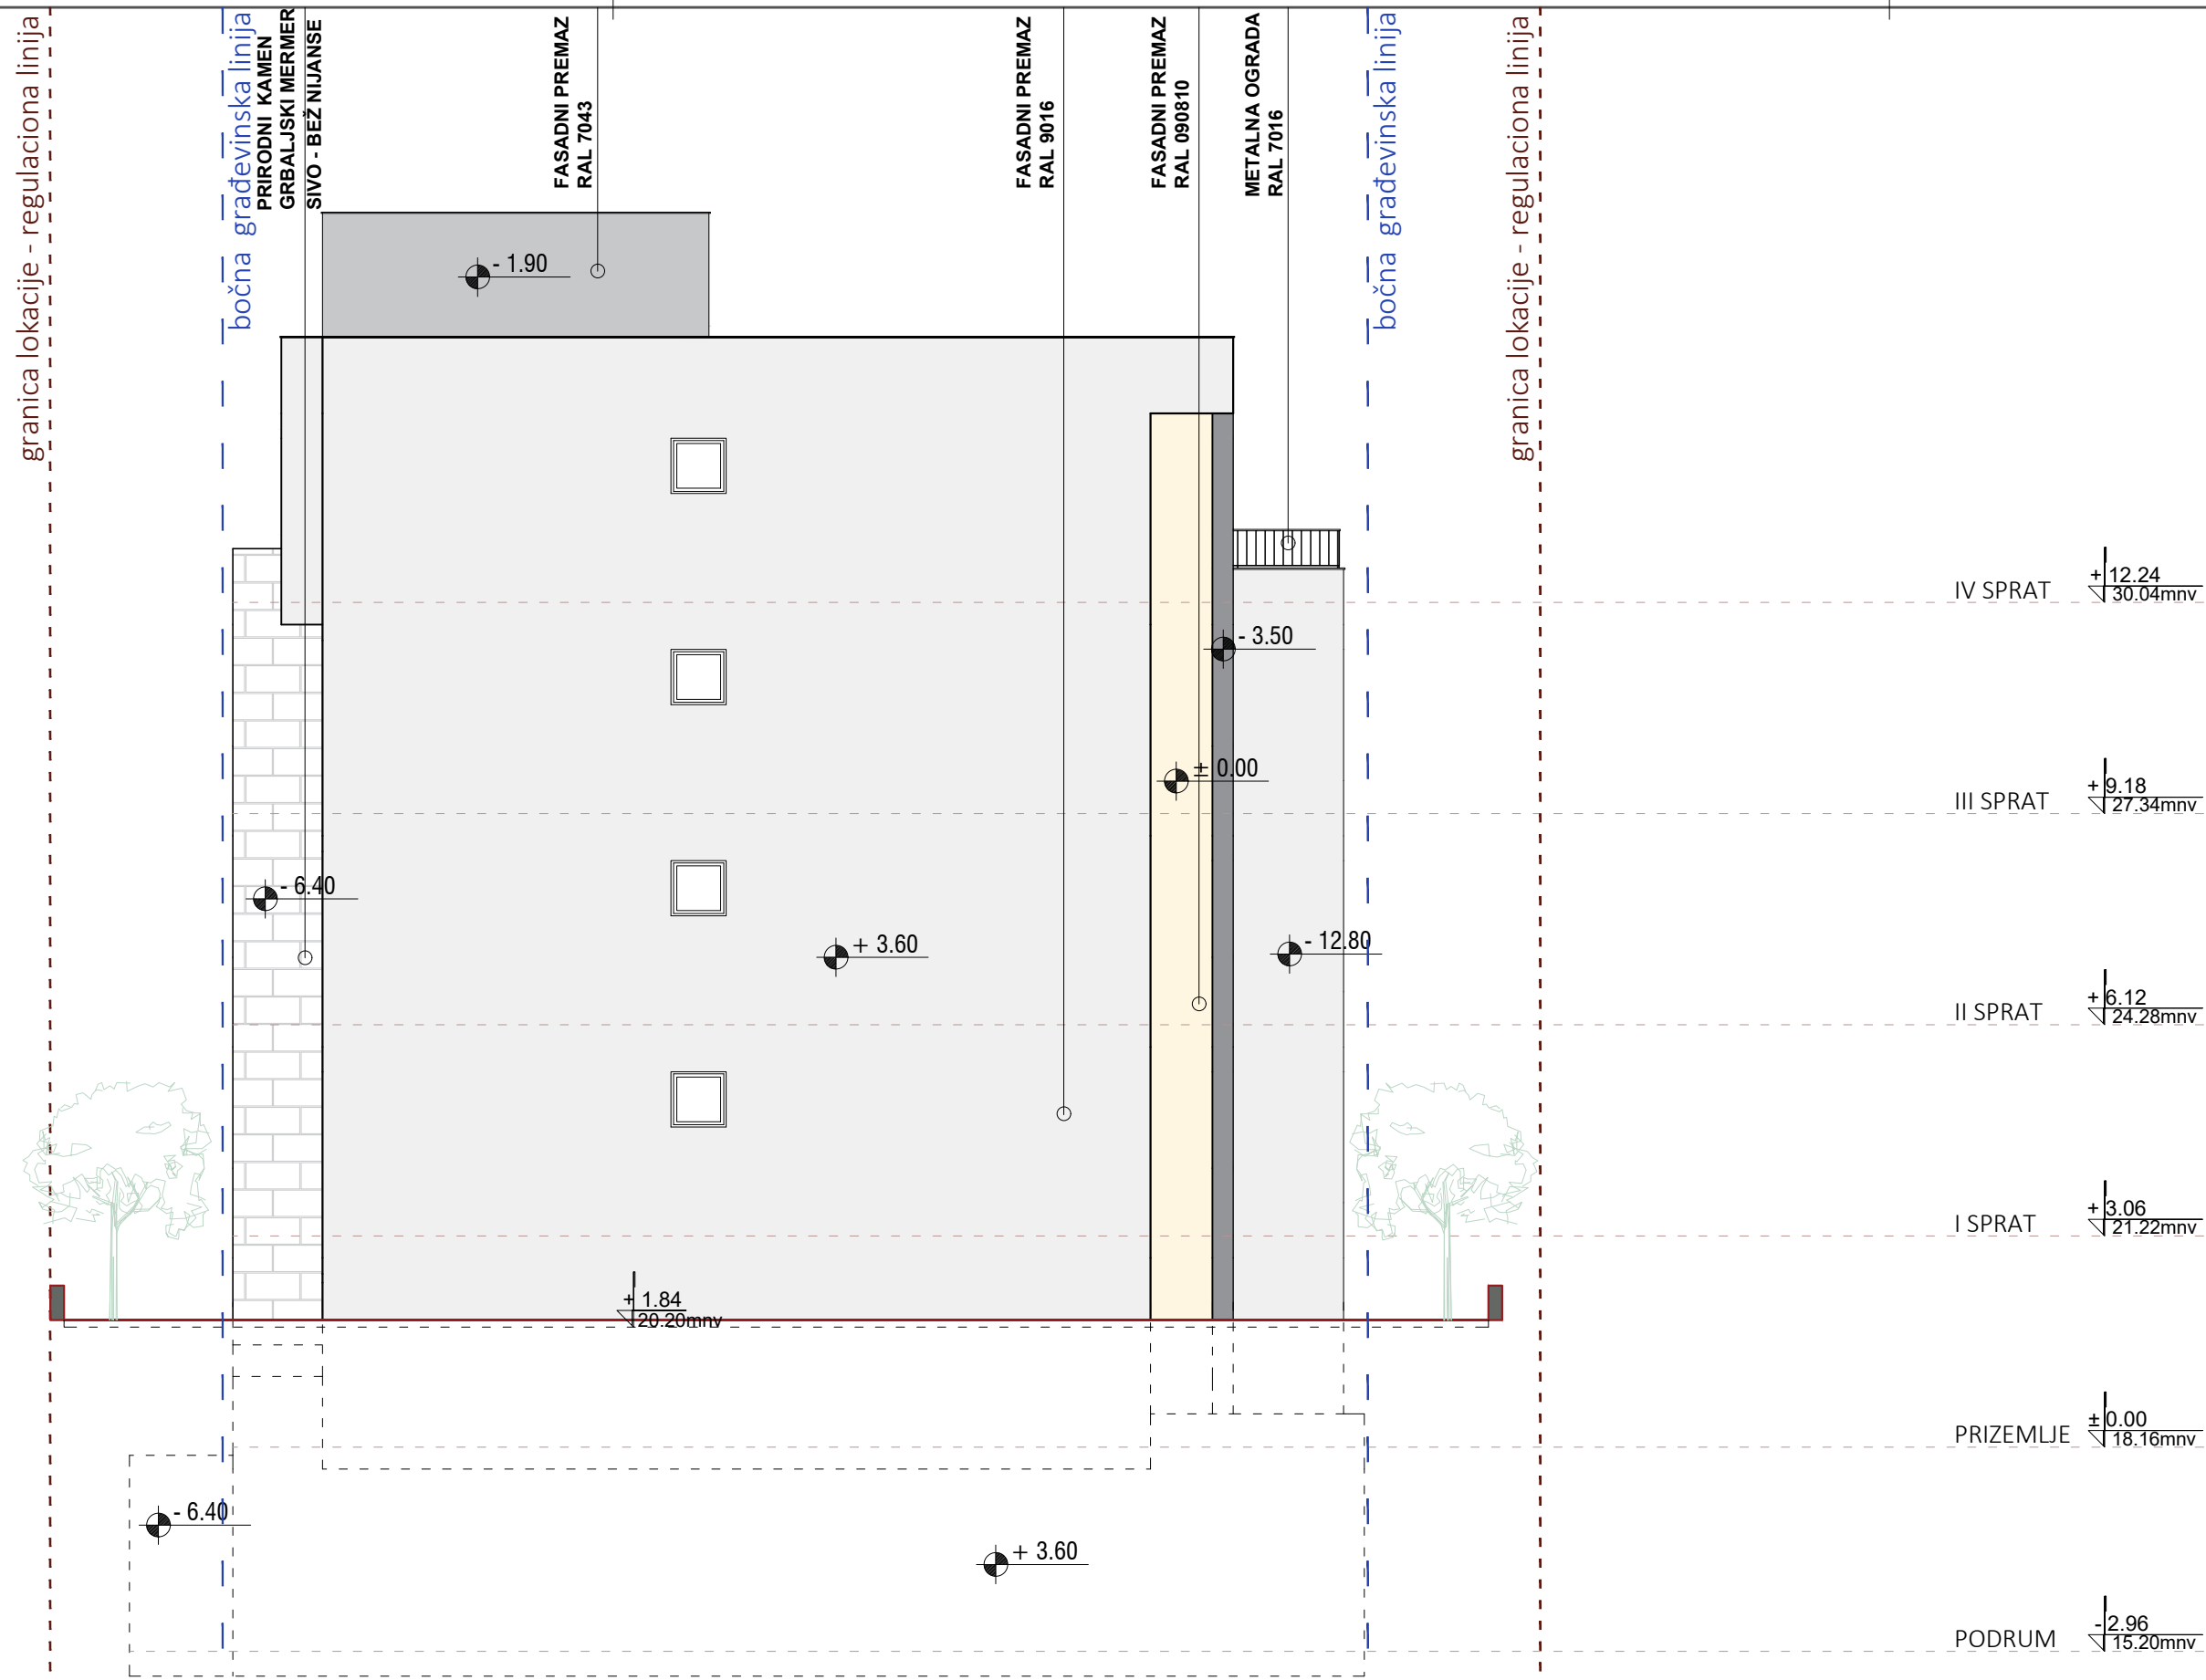 granica lokacije - regulaciona linija
bočna  građevinska linija
PRIRODNI  KAMEN
GRBALJSKI MERMER
SIVO - BEŽ NIJANSE
FASADNI PREMAZ
RAL 7043
FASADNI PREMAZ
RAL 9016
FASADNI PREMAZ
RAL 090810
METALNA OGRADA
RAL 7016
bočna  građevinska linija
granica lokacije - regulaciona linija
- 1.90
IV SPRAT
+ 12.24
30.04mnv
- 3.50
± 0.00
III SPRAT
+ 9.18
27.34mnv
- 6.40
+ 3.60
- 12.80
II SPRAT
+ 6.12
24.28mnv
I SPRAT
+ 3.06
21.22mnv
+ 1.84
20.20mnv
PRIZEMLJE
± 0.00
18.16mnv
- 6.40
+ 3.60
PODRUM
-2.96
15.20mnv